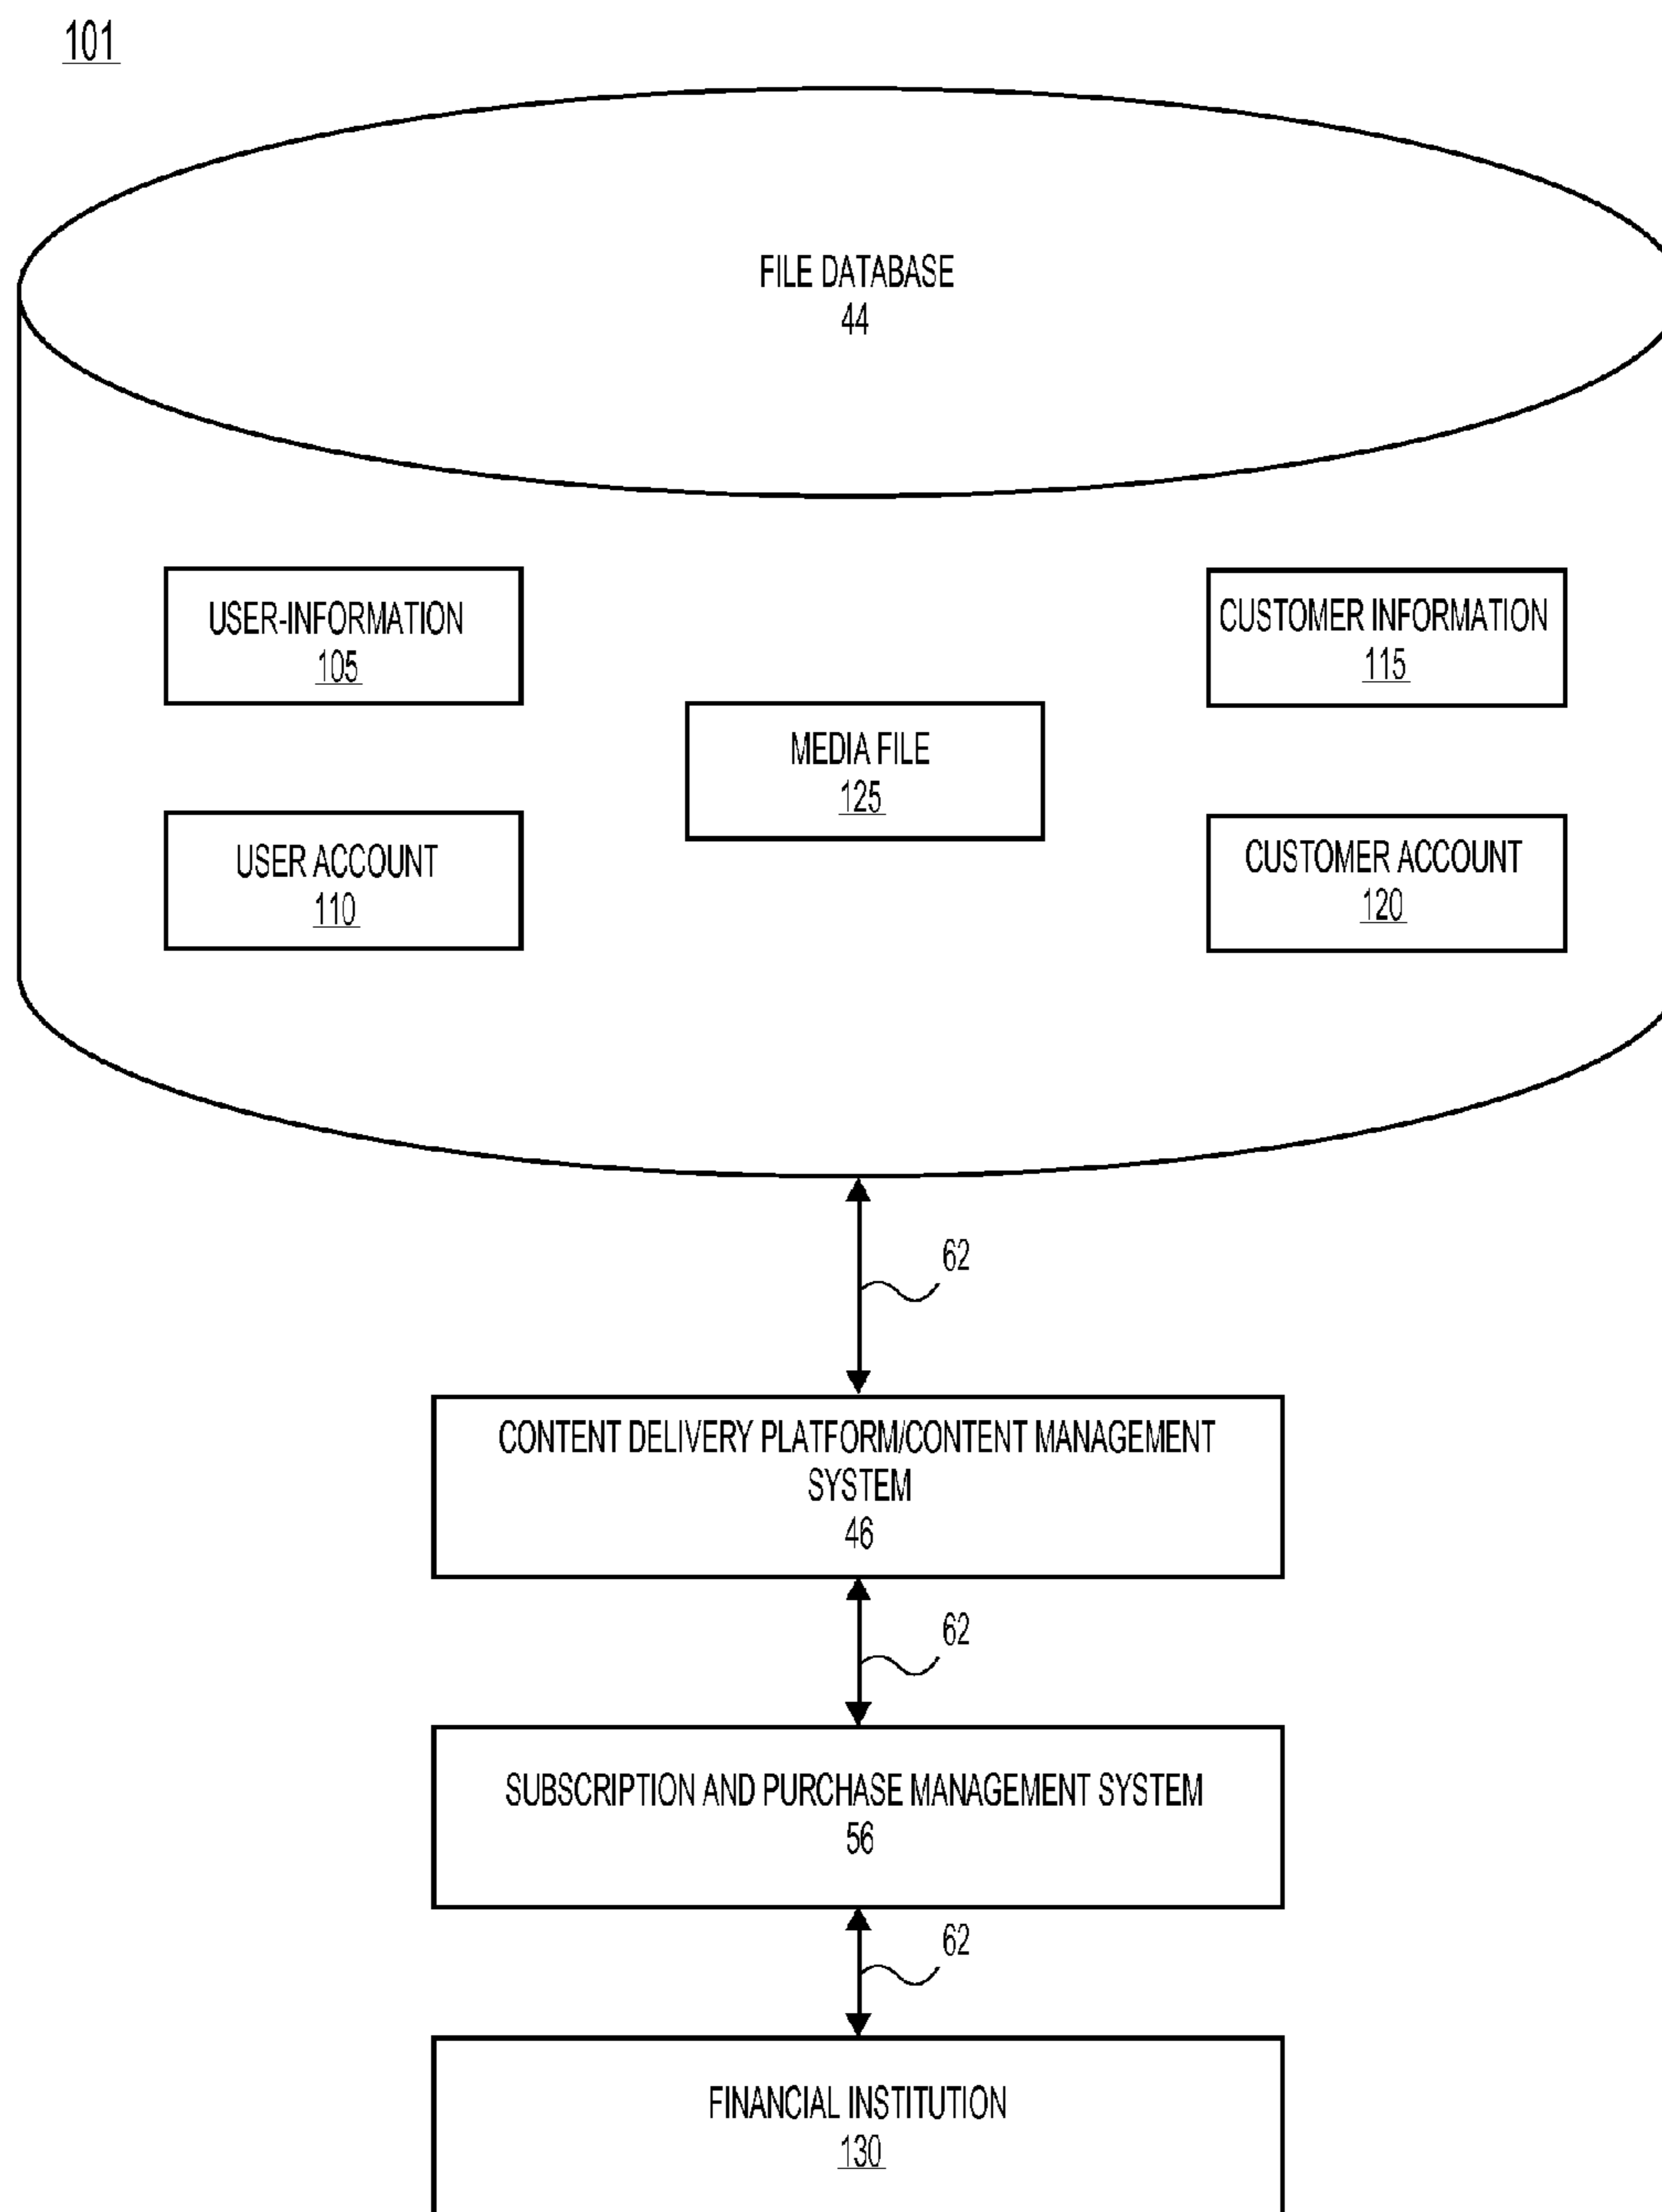 101
FILE DATABASE
44
USER-INFORMATION
105
CUSTOMER INFORMATION
115
MEDIA FILE
125
USER ACCOUNT
110
CUSTOMER ACCOUNT
120
62
CONTENT DELIVERY PLATFORM/CONTENT MANAGEMENT
SYSTEM
46
62
SUBSCRIPTION AND PURCHASE MANAGEMENT SYSTEM
56
62
FINANCIAL INSTITUTION
130